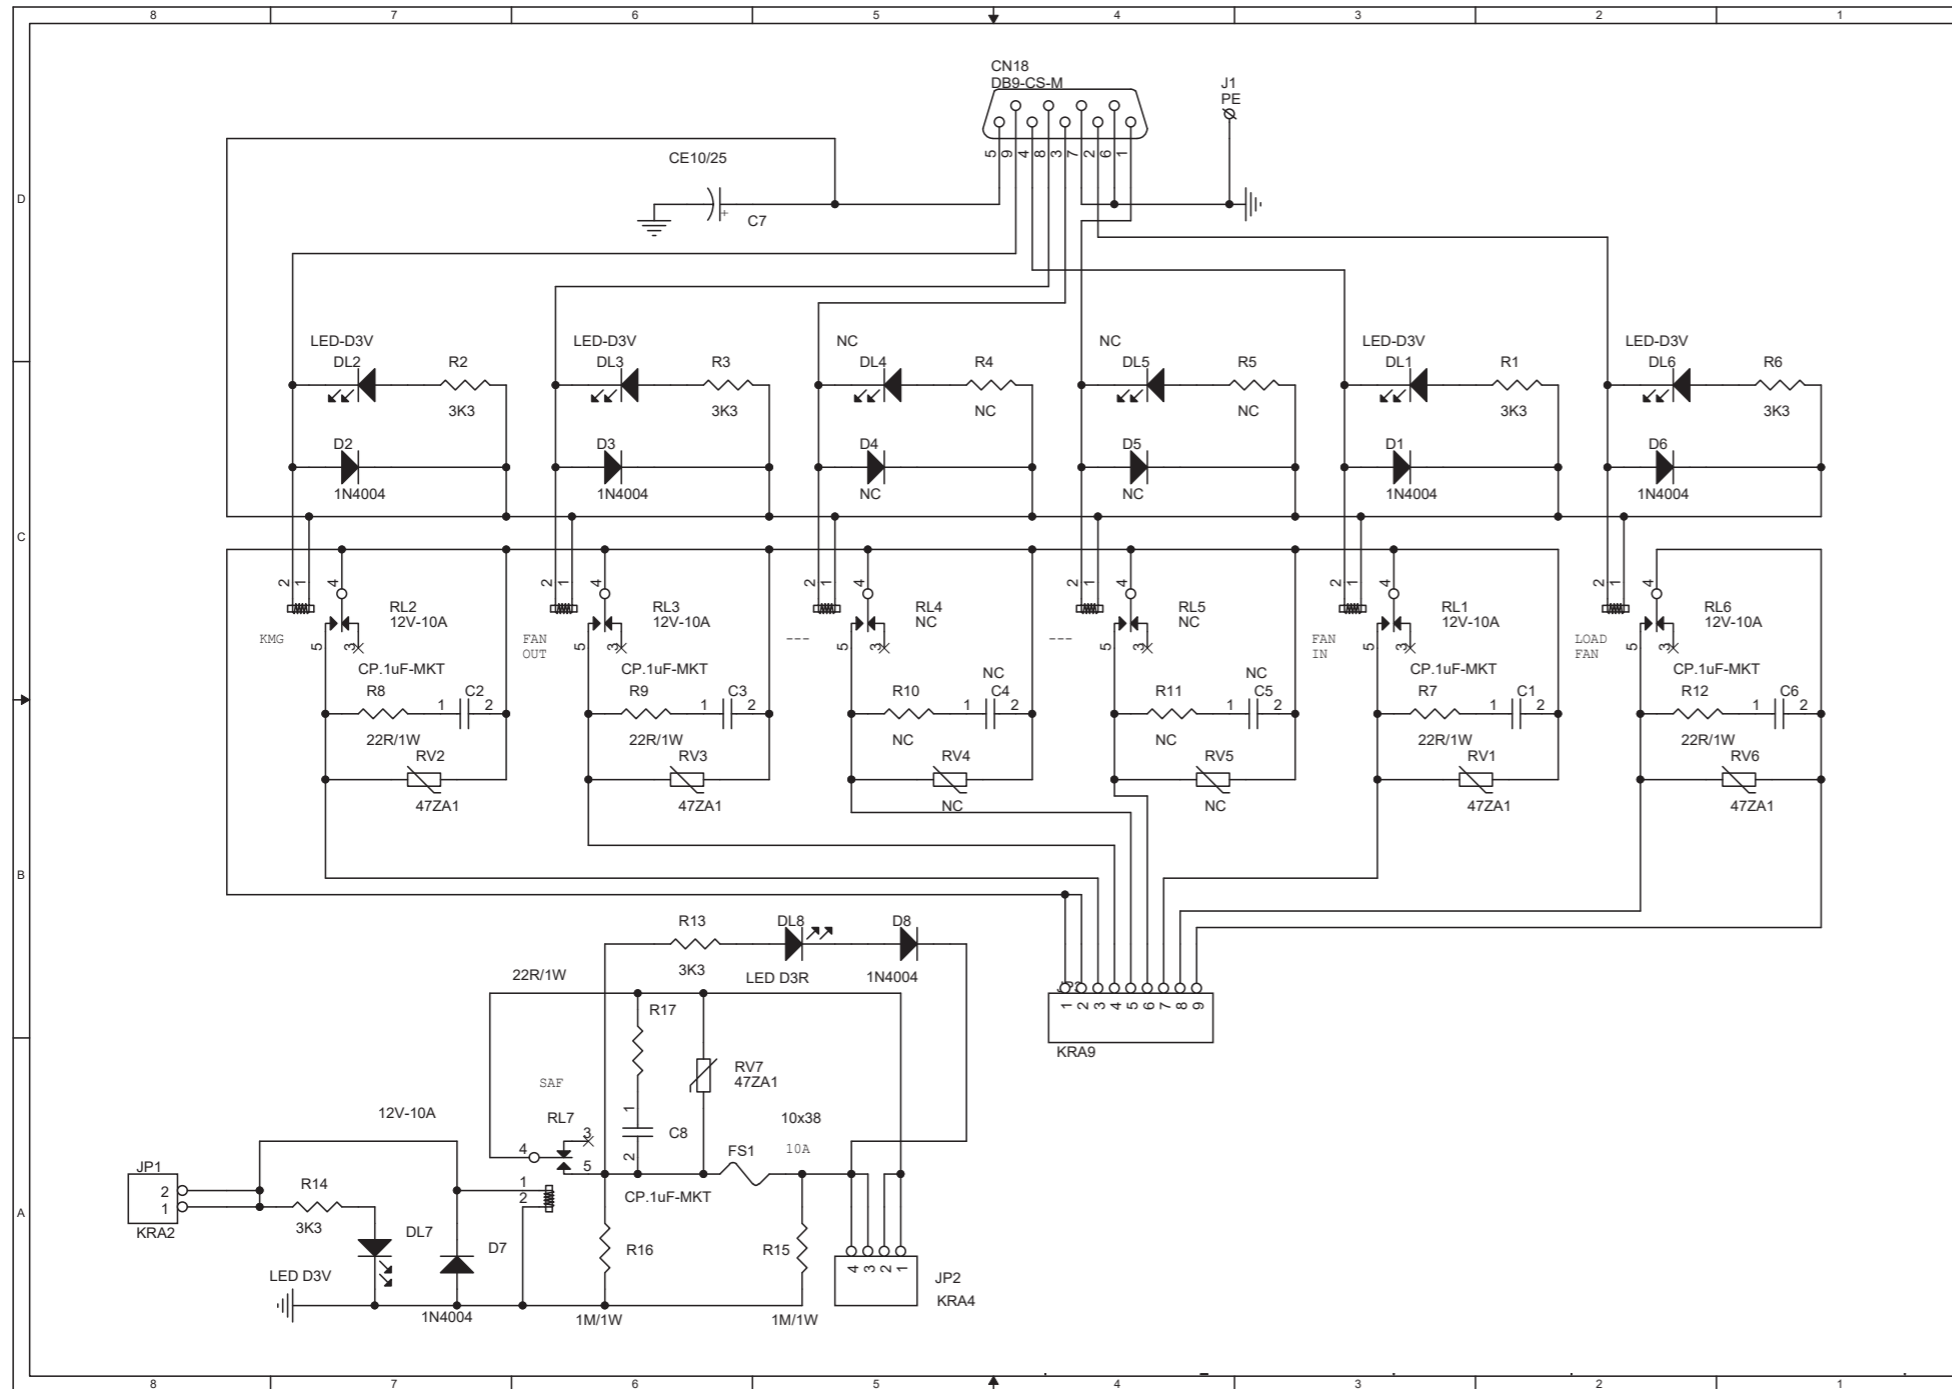 8 7 6 5 4 3 2 1
CN18
DB9-CS-M
J1
PE
5 9 4 8 3 7 2 6 1
CE10/25
+
C7
D
LED-D3V LED-D3V NC NC LED-D3V LED-D3V
DL2 R2 DL3 R3 DL4 R4 DL5 R5 DL1 R1 DL6 R6
3K3 3K3 NC NC 3K3 3K3
D2 D3 D4 D5 D1 D6
1N4004 1N4004 NC NC 1N4004 1N4004
C
2 1 4 2 1 4 2 1 4 2 1 4 2 1 4 2 1 4
RL2 RL3 RL4 RL5 RL1 RL6
12V-10A 12V-10A NC NC 12V-10A 12V-10A
KMG FAN --- --- FAN LOAD
OUT IN FAN
5 3 5 3 5 3 5 3 5 3 5 3
CP.1uF-MKT CP.1uF-MKT NC NC CP.1uF-MKT CP.1uF-MKT
R8 C2 R9 C3 R10 C4 R11 C5 R7 C1 R12 C6
1 2 1 2 1 2 1 2 1 2 1 2
22R/1W 22R/1W NC NC 22R/1W 22R/1W
RV2 RV3 RV4 RV5 RV1 RV6
47ZA1 47ZA1 NC NC 47ZA1 47ZA1
B
R13 DL8 D8
3K3 LED D3R 1N4004
22R/1W
R17
1 2 3 4 5 6 7 8 9
KRA9
RV7
47ZA1
SAF
12V-10A RL7 1 10x38
3 C8 10A
4 2 FS1
5
CP.1uF-MKT
JP1
2
1
KRA2
R14
3K3
1
2
DL7
D7
LED D3V
1N4004
R16
1M/1W
R15
1M/1W
4 3 2 1
JP2
KRA4
A
8 7 6 5 4 3 2 1